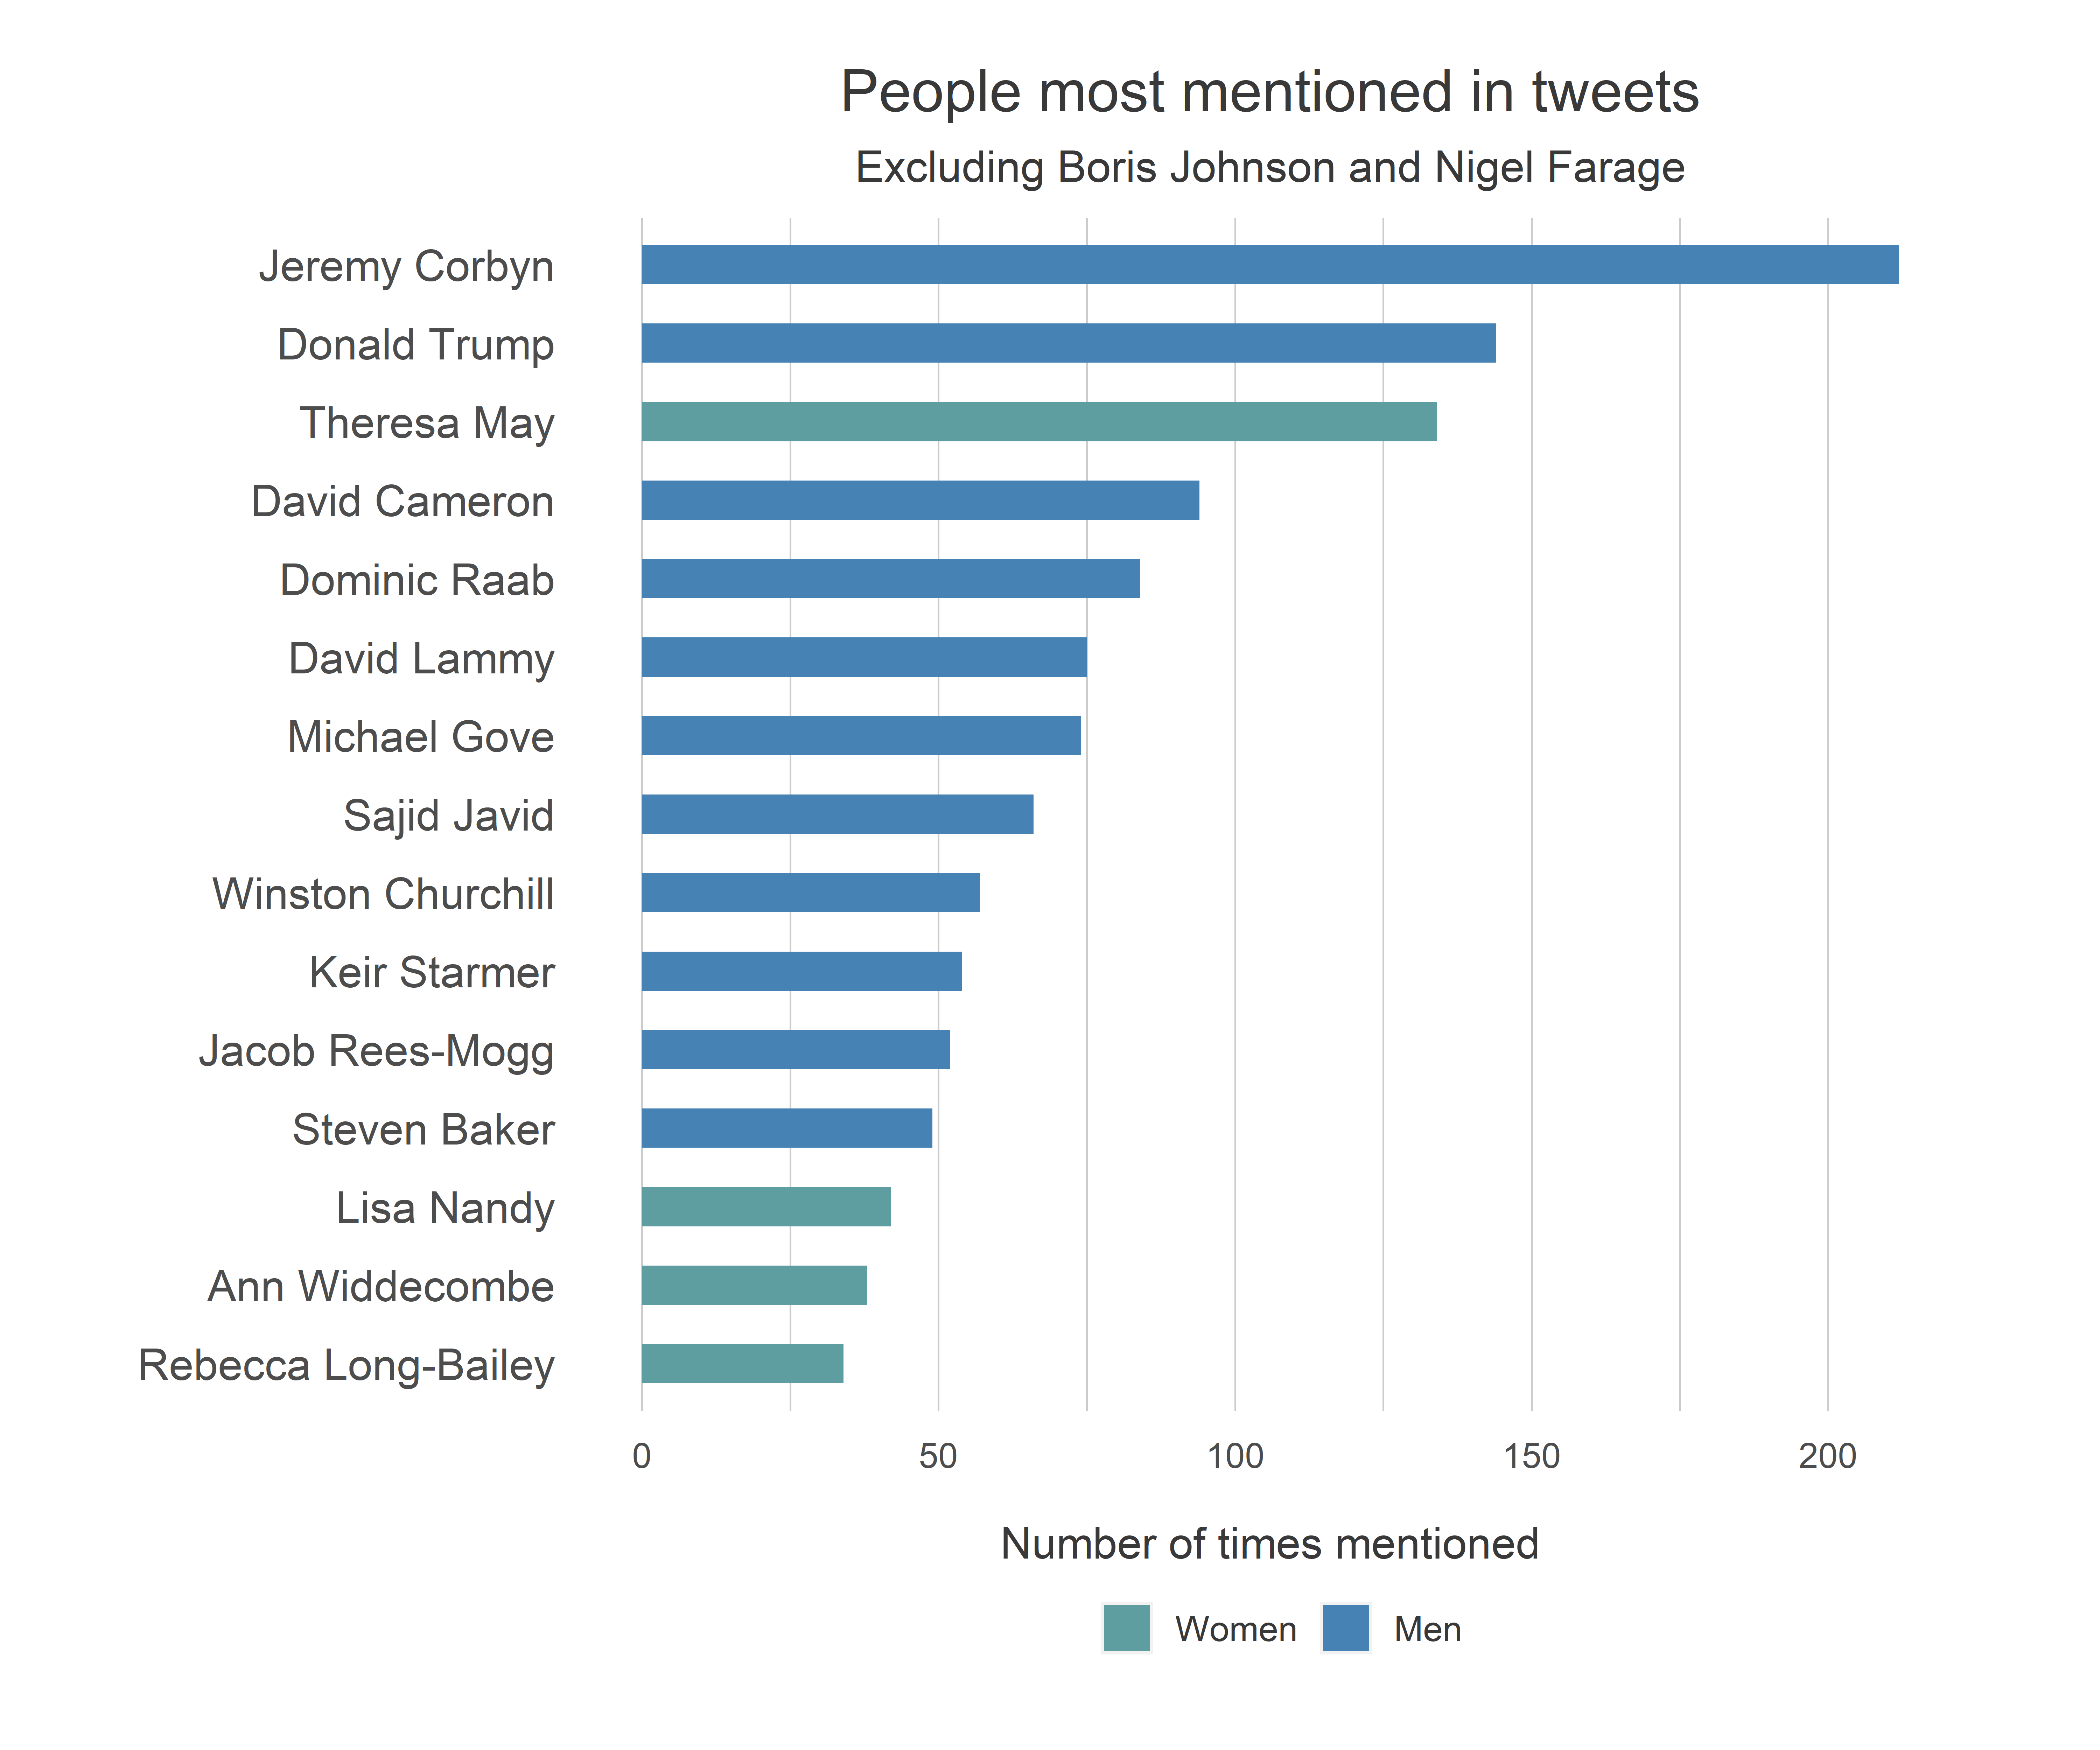 People most mentioned in tweets
Excluding Boris Johnson and Nigel Farage
Jeremy Corbyn
Donald Trump
Theresa May
David Cameron
Dominic Raab
David Lammy
Michael Gove
Sajid Javid
Winston Churchill
Keir Starmer
Jacob Rees-Mogg
Steven Baker
Lisa Nandy
Ann Widdecombe
Rebecca Long-Bailey
0 50 100 150 200
Number of times mentioned
Women Men